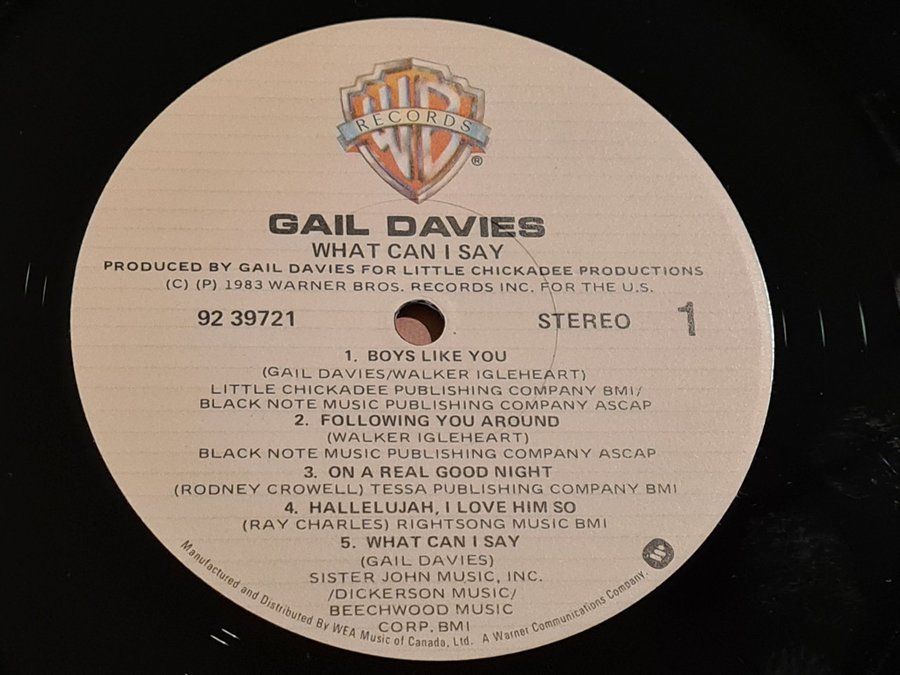 WB
RECORDS
®
GAIL DAVIES
WHAT CAN I SAY
PRODUCED BY GAIL DAVIES FOR LITTLE CHICKADEE PRODUCTIONS
(C) (P) 1983 WARNER BROS. RECORDS INC. FOR THE U.S.
92 39721 STEREO 1
1. BOYS LIKE YOU
(GAIL DAVIES/WALKER IGLEHEART)
LITTLE CHICKADEE PUBLISHING COMPANY BMI/
BLACK NOTE MUSIC PUBLISHING COMPANY ASCAP
2. FOLLOWING YOU AROUND
(WALKER IGLEHEART)
BLACK NOTE MUSIC PUBLISHING COMPANY ASCAP
3. ON A REAL GOOD NIGHT
(RODNEY CROWELL) TESSA PUBLISHING COMPANY BMI
4. HALLELUJAH, I LOVE HIM SO
(RAY CHARLES) RIGHTSONG MUSIC BMI
5. WHAT CAN I SAY
(GAIL DAVIES)
SISTER JOHN MUSIC, INC.
/DICKERSON MUSIC/
BEECHWOOD MUSIC
CORP. BMI
Manufactured and Distributed By WEA Music of Canada, Ltd. A Warner Communications Company.